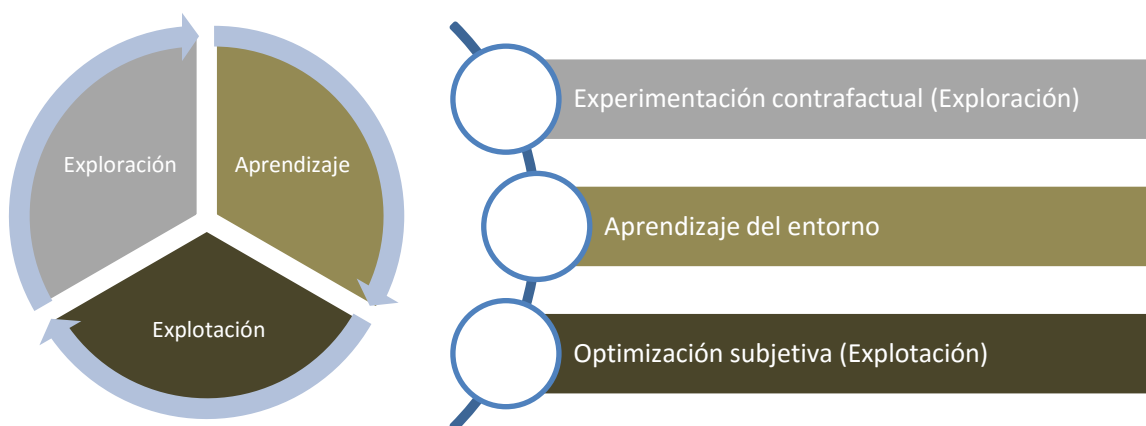 Exploración
Aprendizaje
Explotación
Experimentación contrafactual (Exploración)
Aprendizaje del entorno
Optimización subjetiva (Explotación)